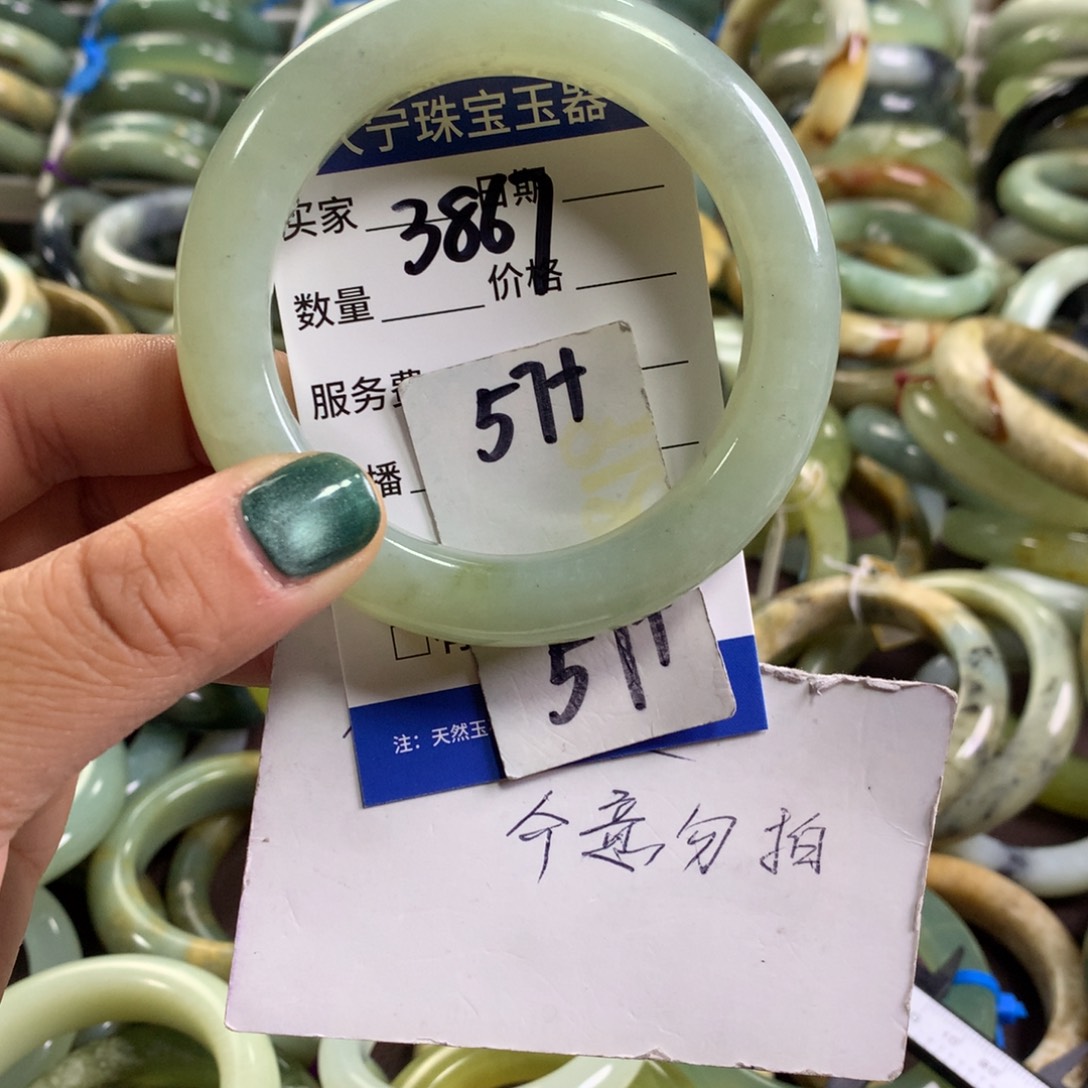 宁珠宝玉器
卖家 日期
3867
数量 价格
服务费
5H
播
5H
注：天然玉
介意勿拍